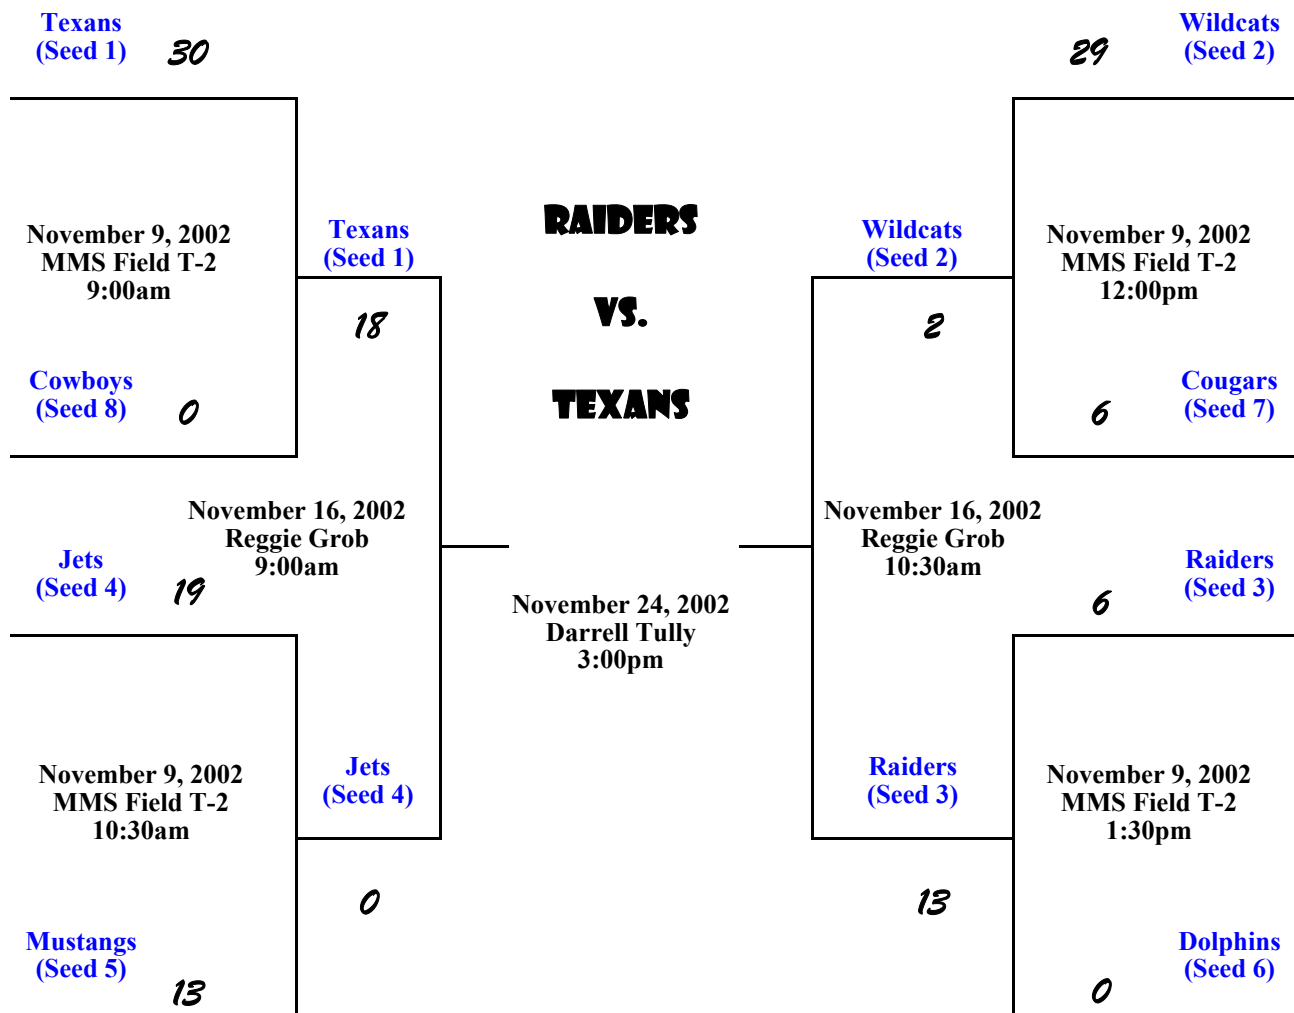 Texans
(Seed 1)
30
Wildcats
(Seed 2)
29
November 9, 2002
MMS Field T-2
9:00am
Texans
(Seed 1)
18
RAIDERS
VS.
TEXANS
Wildcats
(Seed 2)
2
November 9, 2002
MMS Field T-2
12:00pm
Cowboys
(Seed 8)
0
Cougars
(Seed 7)
6
November 16, 2002
Reggie Grob
9:00am
November 16, 2002
Reggie Grob
10:30am
Jets
(Seed 4)
19
Raiders
(Seed 3)
6
November 24, 2002
Darrell Tully
3:00pm
November 9, 2002
MMS Field T-2
10:30am
Jets
(Seed 4)
0
Raiders
(Seed 3)
13
November 9, 2002
MMS Field T-2
1:30pm
Mustangs
(Seed 5)
13
Dolphins
(Seed 6)
0